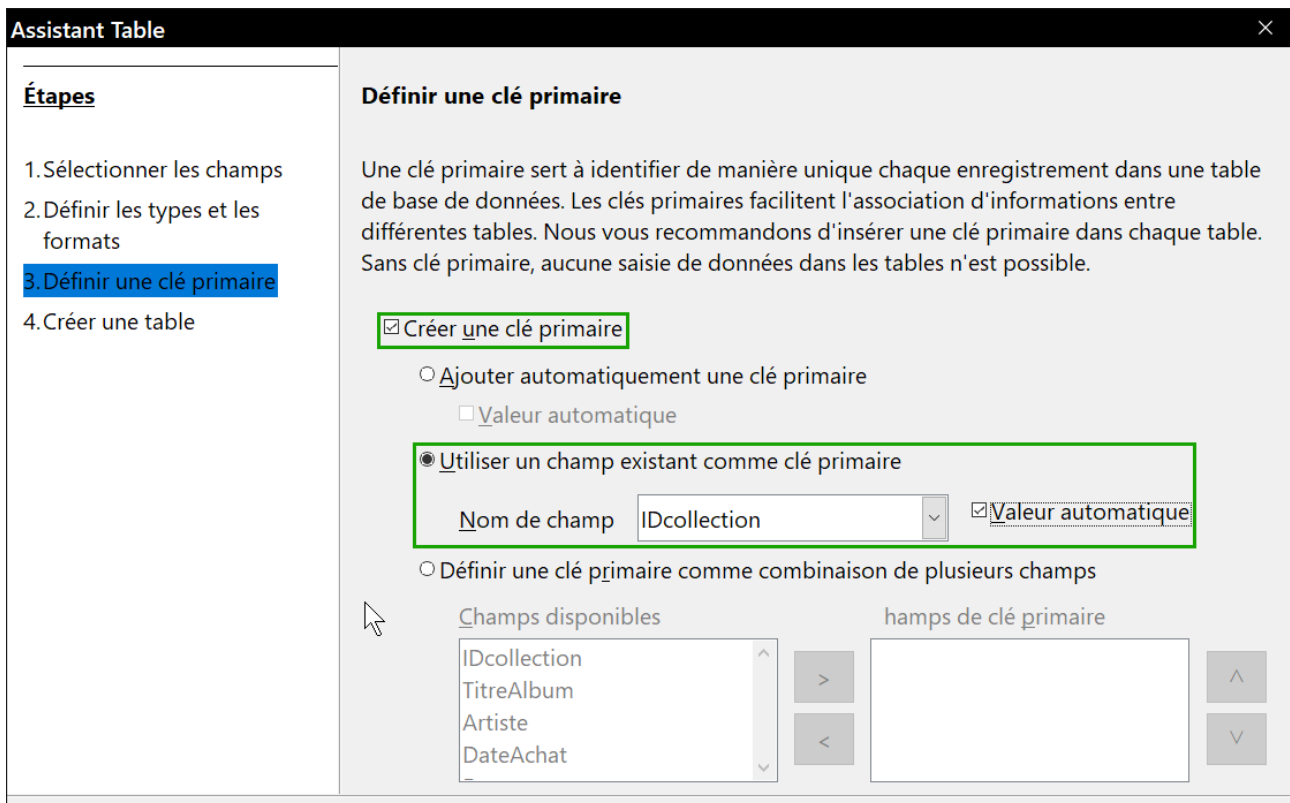 Assistant Table
Étapes
1. Sélectionner les champs
2. Définir les types et les
formats
3. Définir une clé primaire
4. Créer une table
Définir une clé primaire
Une clé primaire sert à identifier de manière unique chaque enregistrement dans une table
de base de données. Les clés primaires facilitent l'association d'informations entre
différentes tables. Nous vous recommandons d'insérer une clé primaire dans chaque table.
Sans clé primaire, aucune saisie de données dans les tables n'est possible.
Créer une clé primaire
Ajouter automatiquement une clé primaire
Valeur automatique
Utiliser un champ existant comme clé primaire
Nom de champ IDcollection Valeur automatique
Définir une clé primaire comme combinaison de plusieurs champs
Champs disponibles
IDcollection
TitreAlbum
Artiste
DateAchat
>
<
hamps de clé primaire